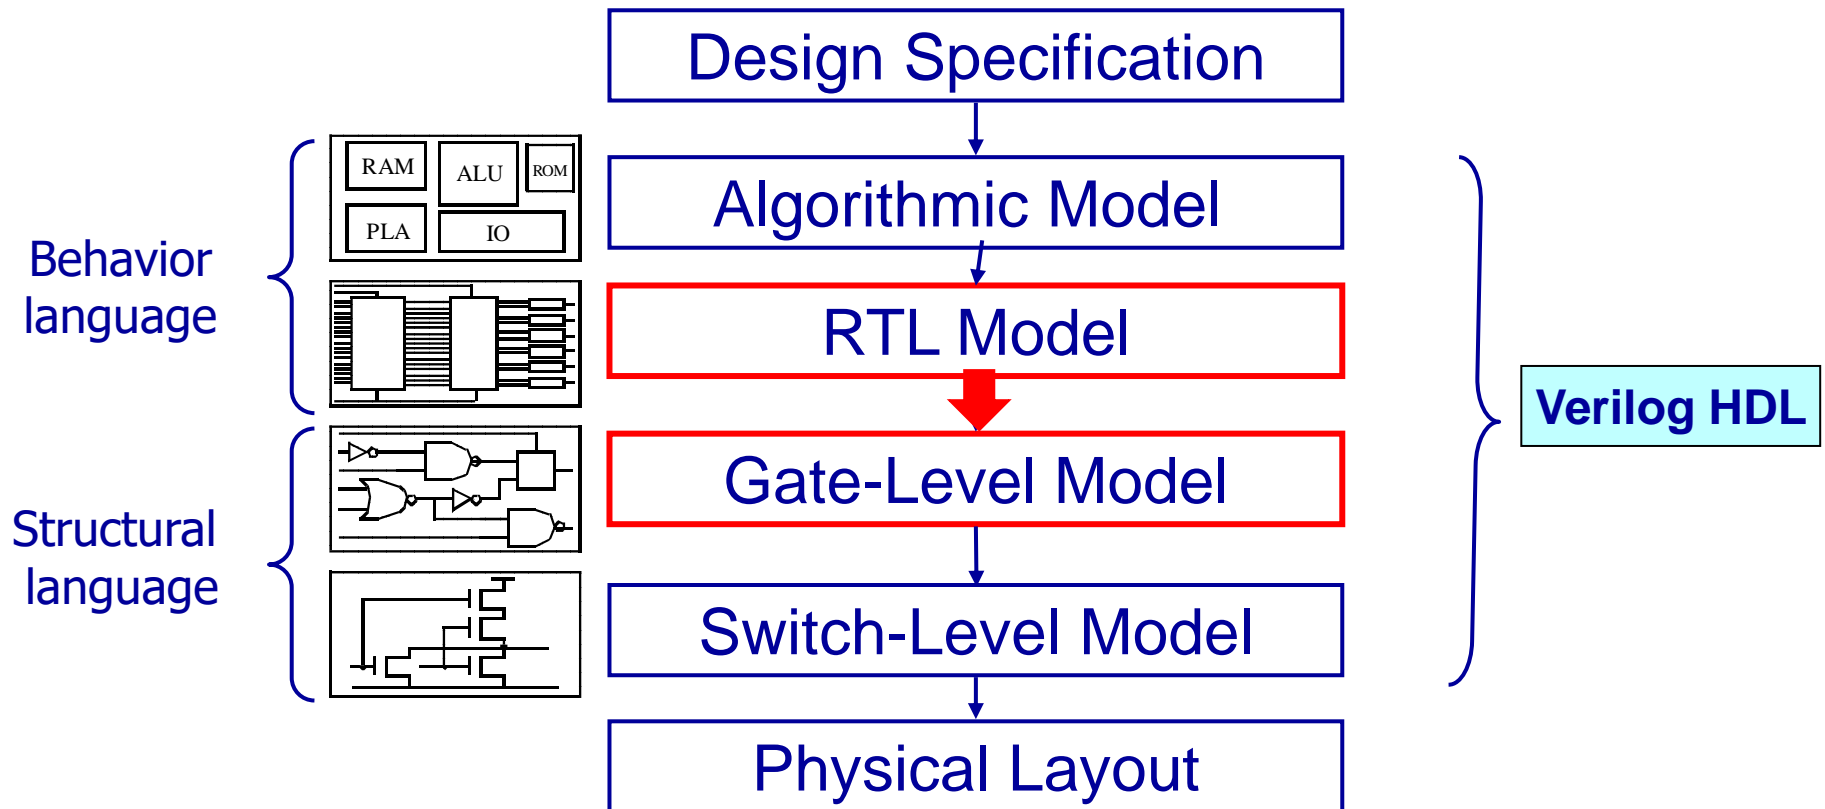 Design Specification
RAM
ALU
ROM
PLA
IO
Algorithmic Model
Behavior
language
RTL Model
Verilog HDL
Gate-Level Model
Structural
language
Switch-Level Model
Physical Layout